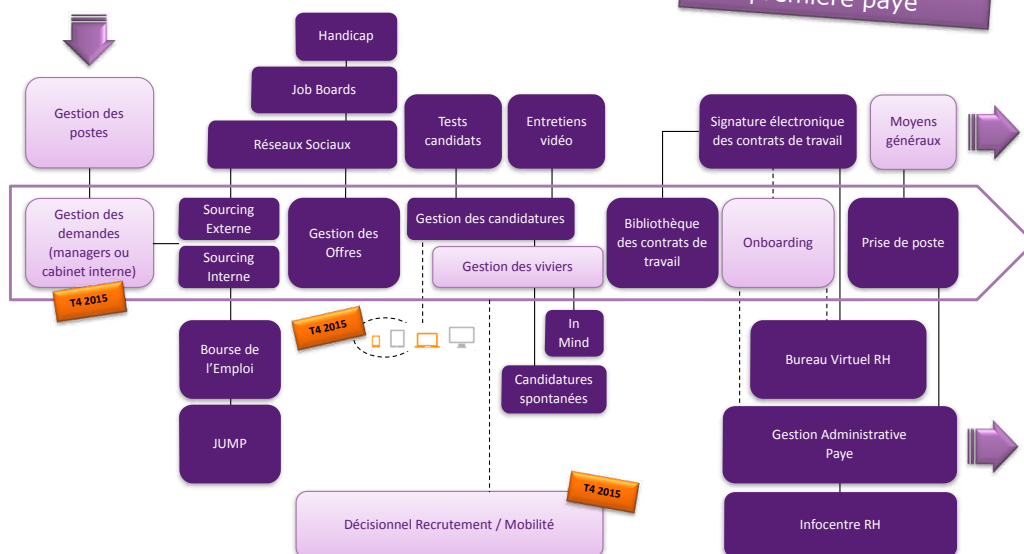 première paye
Handicap
Job Boards
Réseaux Sociaux
Gestion des
postes
Tests
candidats
Entretiens
vidéo
Signature électronique
des contrats de travail
Moyens
généraux
Gestion des
demandes
(managers ou
cabinet interne)
T4 2015
Sourcing
Externe
Sourcing
Interne
Gestion des
Offres
Gestion des candidatures
Gestion des viviers
Bibliothèque
des contrats de
travail
Onboarding
Prise de poste
T4 2015
Bourse de
l'Emploi
JUMP
In
Mind
Candidatures
spontanées
Bureau Virtuel RH
Gestion Administrative
Paye
T4 2015
Décisionnel Recrutement / Mobilité
Infocentre RH